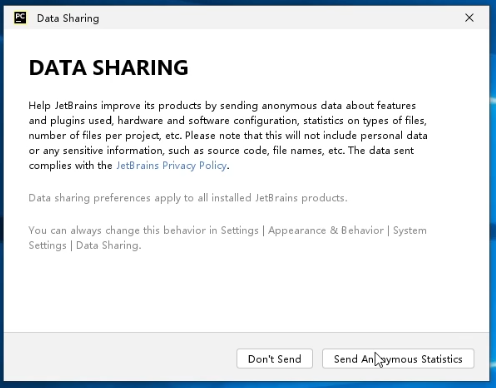 PC
Data Sharing
DATA SHARING
Help JetBrains improve its products by sending anonymous data about features
and plugins used, hardware and software configuration, statistics on types of files,
number of files per project, etc. Please note that this will not include personal data
or any sensitive information, such as source code, file names, etc. The data sent
complies with the JetBrains Privacy Policy.
Data sharing preferences apply to all installed JetBrains products.
You can always change this behavior in Settings | Appearance & Behavior | System
Settings | Data Sharing.
Don't Send
Send Anonymous Statistics